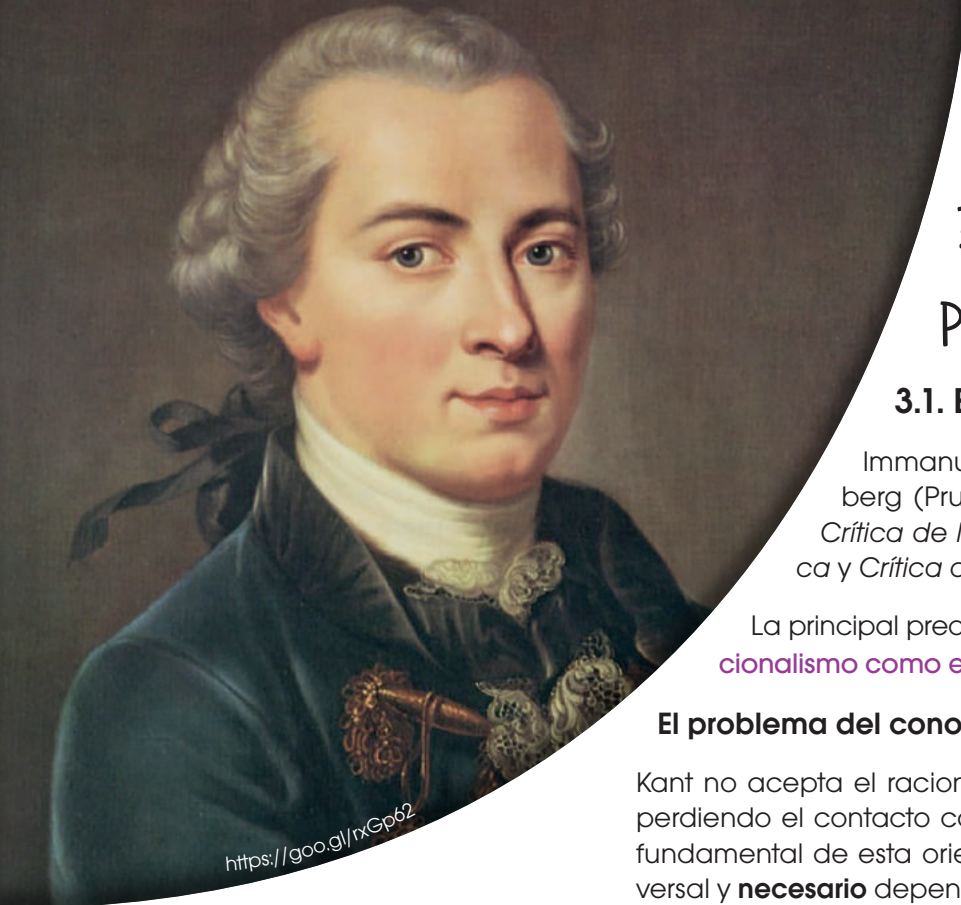 P
3.1. E
Immanu
berg (Pru
Crítica de l
ca y Crítica d
La principal preo
cionalismo como e
El problema del cono
Kant no acepta el racion
perdiendo el contacto co
fundamental de esta orie
versal y necesario depen
https://goo.gl/rxGp62